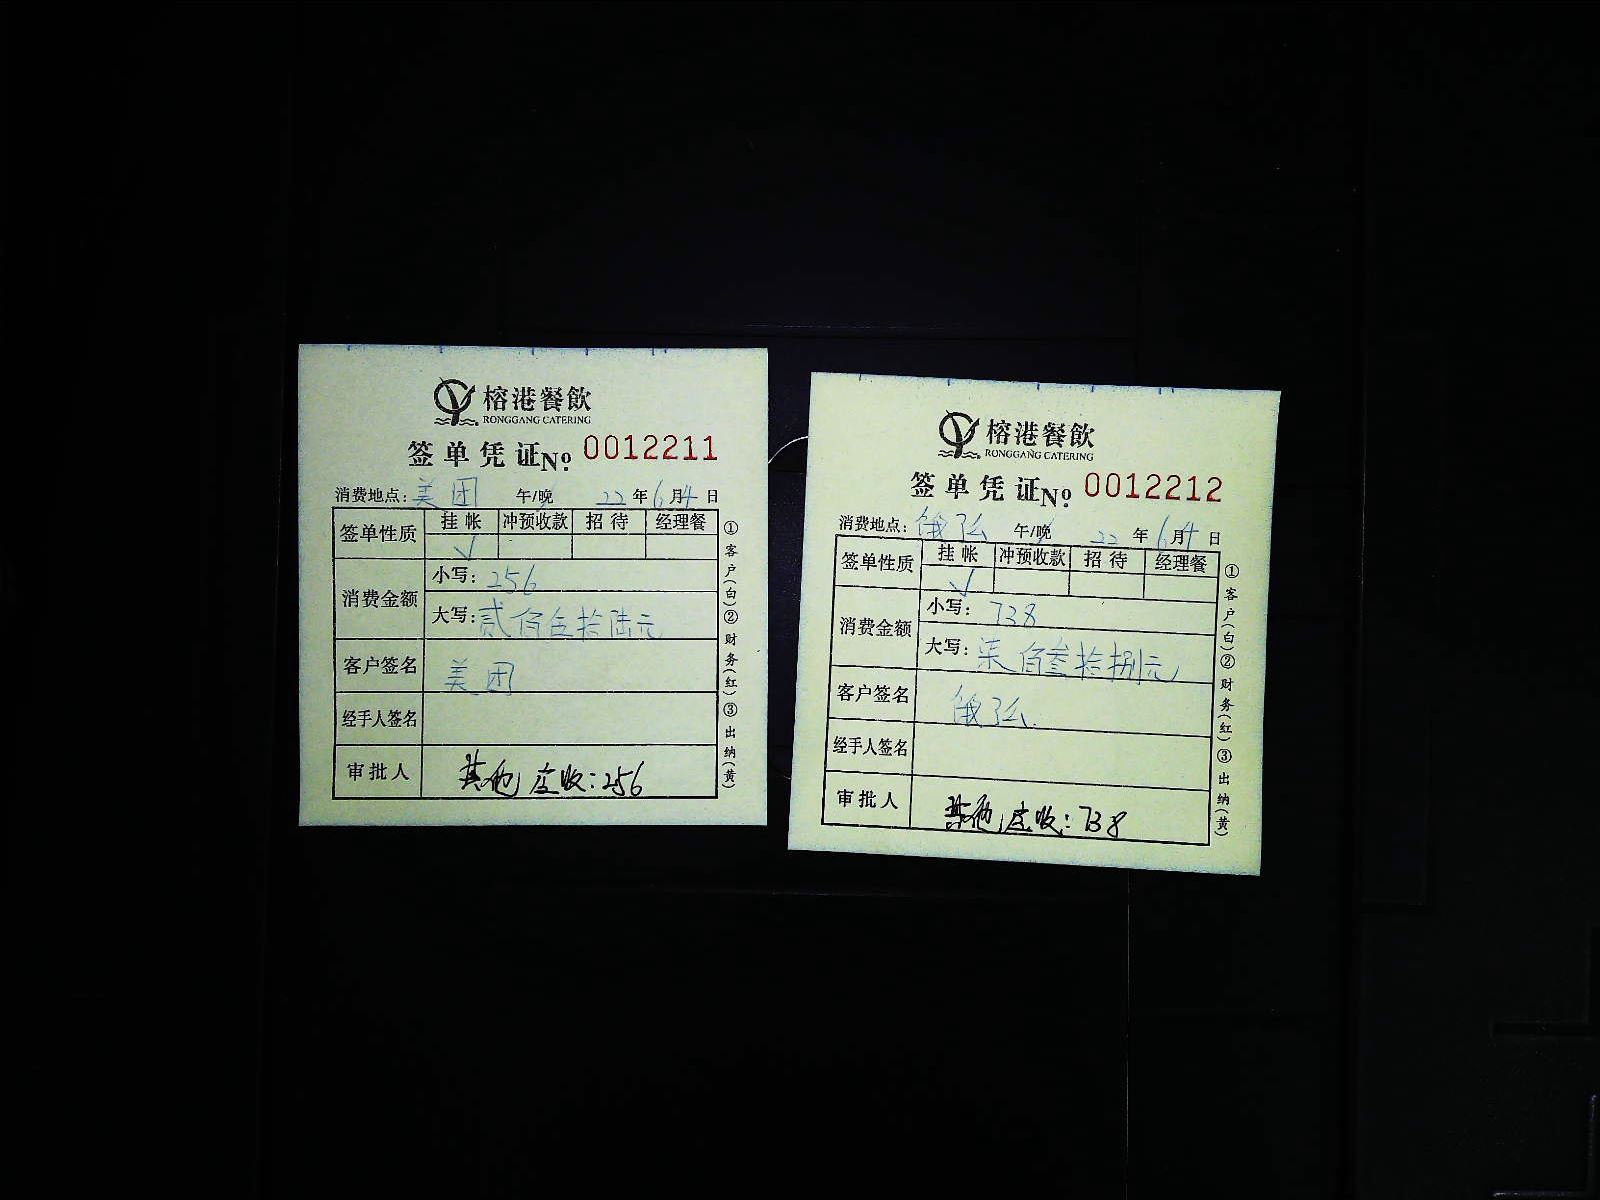 榕港餐飲
RONGGANG CATERING
签单凭证№ 0012211
消费地点: 美团 午/晚 22年6月4日
签单性质 挂帐 冲预收款 招待 经理餐
√
消费金额 小写: 256
大写: 贰佰伍拾陆元
客户签名 美团
经手人签名
审批人 其他应收:256
①客户(白)②财务(红)③出纳(黄)
榕港餐飲
RONGGANG CATERING
签单凭证№ 0012212
消费地点: 饿了么 午/晚 22年6月4日
签单性质 挂帐 冲预收款 招待 经理餐
√
消费金额 小写: 738
大写: 柒佰叁拾捌元
客户签名 饿了么
经手人签名
审批人 其他应收:738
①客户(白)②财务(红)③出纳(黄)